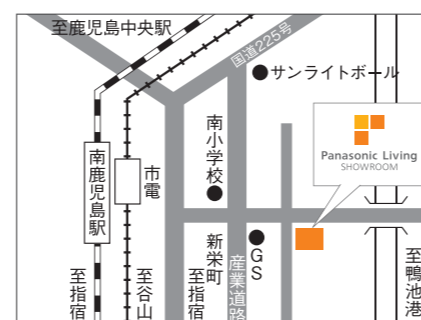 至鹿児島中央駅
国道225号
サンライトボール
南小学校
Panasonic Living
SHOWROOM
南鹿児島駅
市電
新栄町
GS
産業道路
至指宿
至谷山
至指宿
至鴨池港